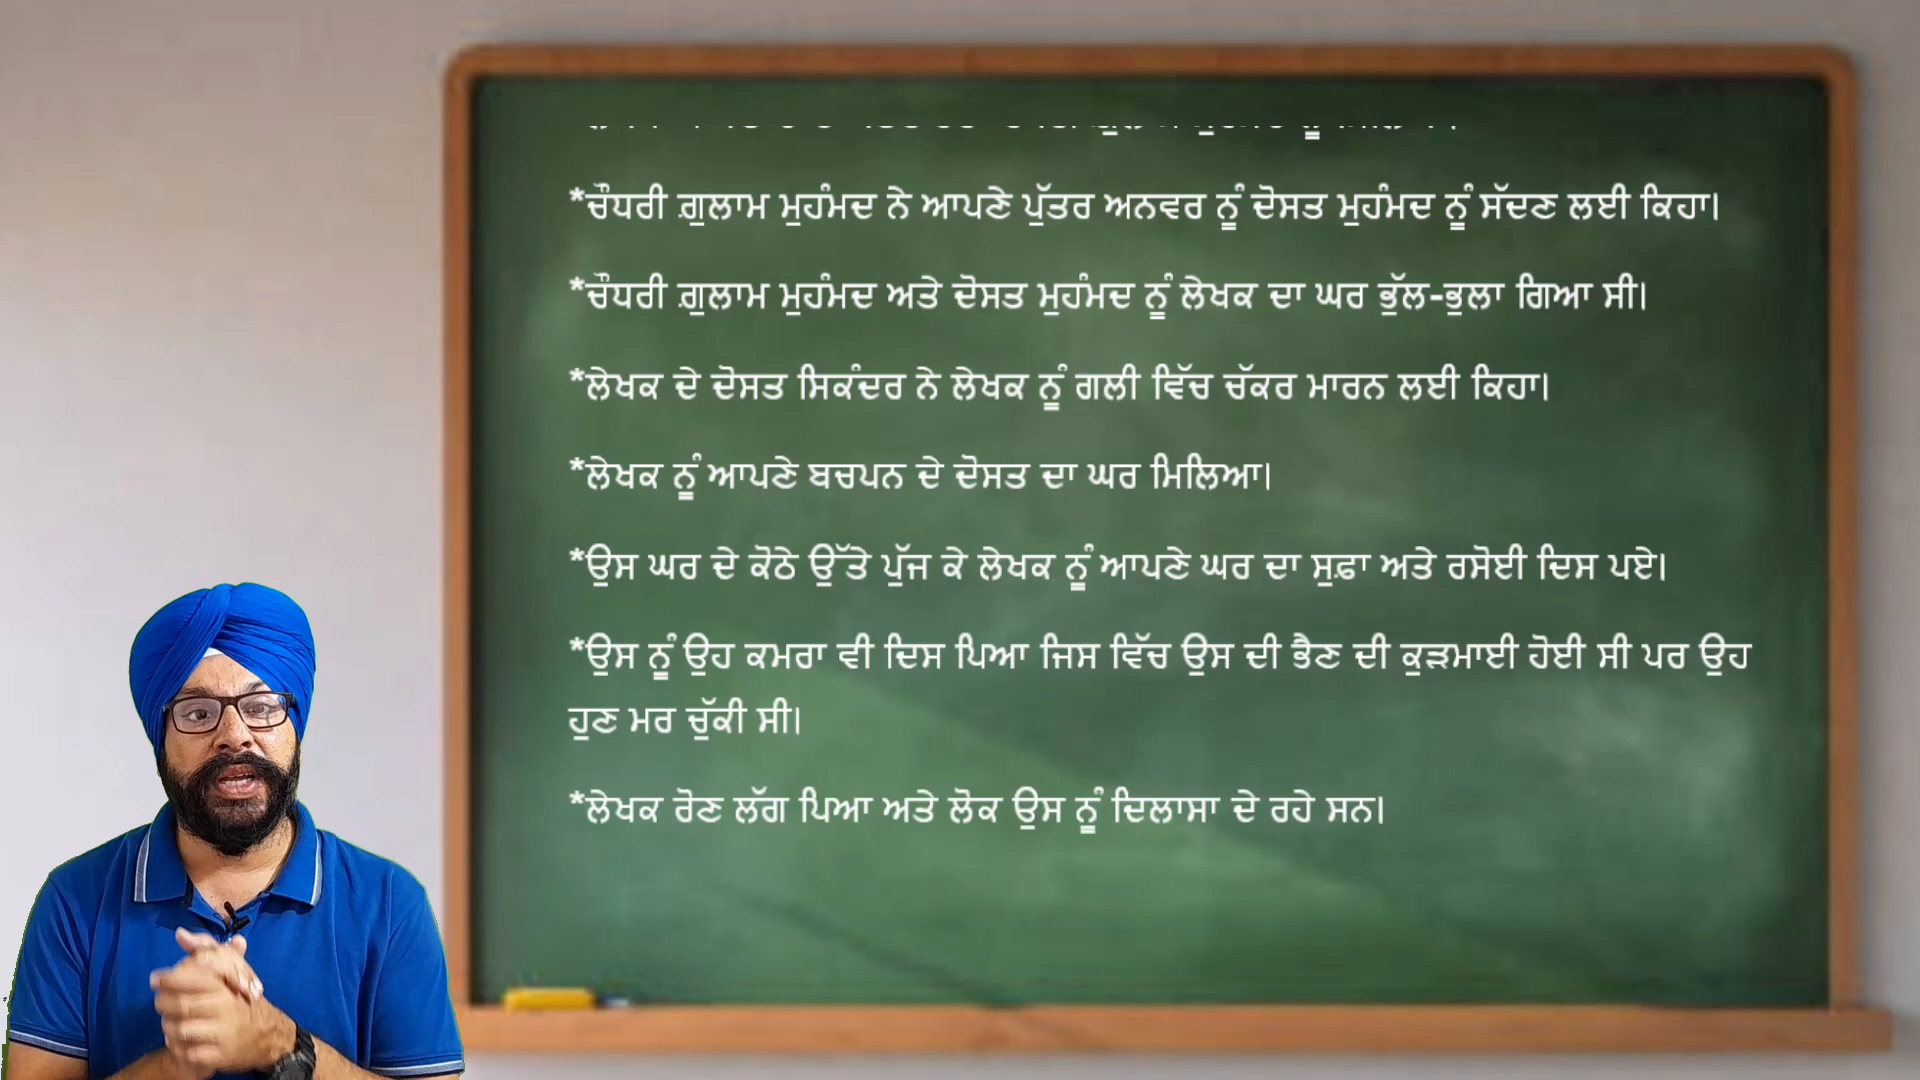 *ਚੌਧਰੀ ਗ਼ੁਲਾਮ ਮੁਹੰਮਦ ਨੇ ਆਪਣੇ ਪੁੱਤਰ ਅਨਵਰ ਨੂੰ ਦੋਸਤ ਮੁਹੰਮਦ ਨੂੰ ਸੱਦਣ ਲਈ ਕਿਹਾ।
*ਚੌਧਰੀ ਗ਼ੁਲਾਮ ਮੁਹੰਮਦ ਅਤੇ ਦੋਸਤ ਮੁਹੰਮਦ ਨੂੰ ਲੇਖਕ ਦਾ ਘਰ ਭੁੱਲ-ਭੁਲਾ ਗਿਆ ਸੀ।
*ਲੇਖਕ ਦੇ ਦੋਸਤ ਸਿਕੰਦਰ ਨੇ ਲੇਖਕ ਨੂੰ ਗਲੀ ਵਿੱਚ ਚੱਕਰ ਮਾਰਨ ਲਈ ਕਿਹਾ।
*ਲੇਖਕ ਨੂੰ ਆਪਣੇ ਬਚਪਨ ਦੇ ਦੋਸਤ ਦਾ ਘਰ ਮਿਲਿਆ।
*ਉਸ ਘਰ ਦੇ ਕੋਠੇ ਉੱਤੇ ਪੁੱਜ ਕੇ ਲੇਖਕ ਨੂੰ ਆਪਣੇ ਘਰ ਦਾ ਸੁਫ਼ਾ ਅਤੇ ਰਸੋਈ ਦਿਸ ਪਏ।
*ਉਸ ਨੂੰ ਉਹ ਕਮਰਾ ਵੀ ਦਿਸ ਪਿਆ ਜਿਸ ਵਿੱਚ ਉਸ ਦੀ ਭੈਣ ਦੀ ਕੁੜਮਾਈ ਹੋਈ ਸੀ ਪਰ ਉਹ
ਹੁਣ ਮਰ ਚੁੱਕੀ ਸੀ।
*ਲੇਖਕ ਰੋਣ ਲੱਗ ਪਿਆ ਅਤੇ ਲੋਕ ਉਸ ਨੂੰ ਦਿਲਾਸਾ ਦੇ ਰਹੇ ਸਨ।